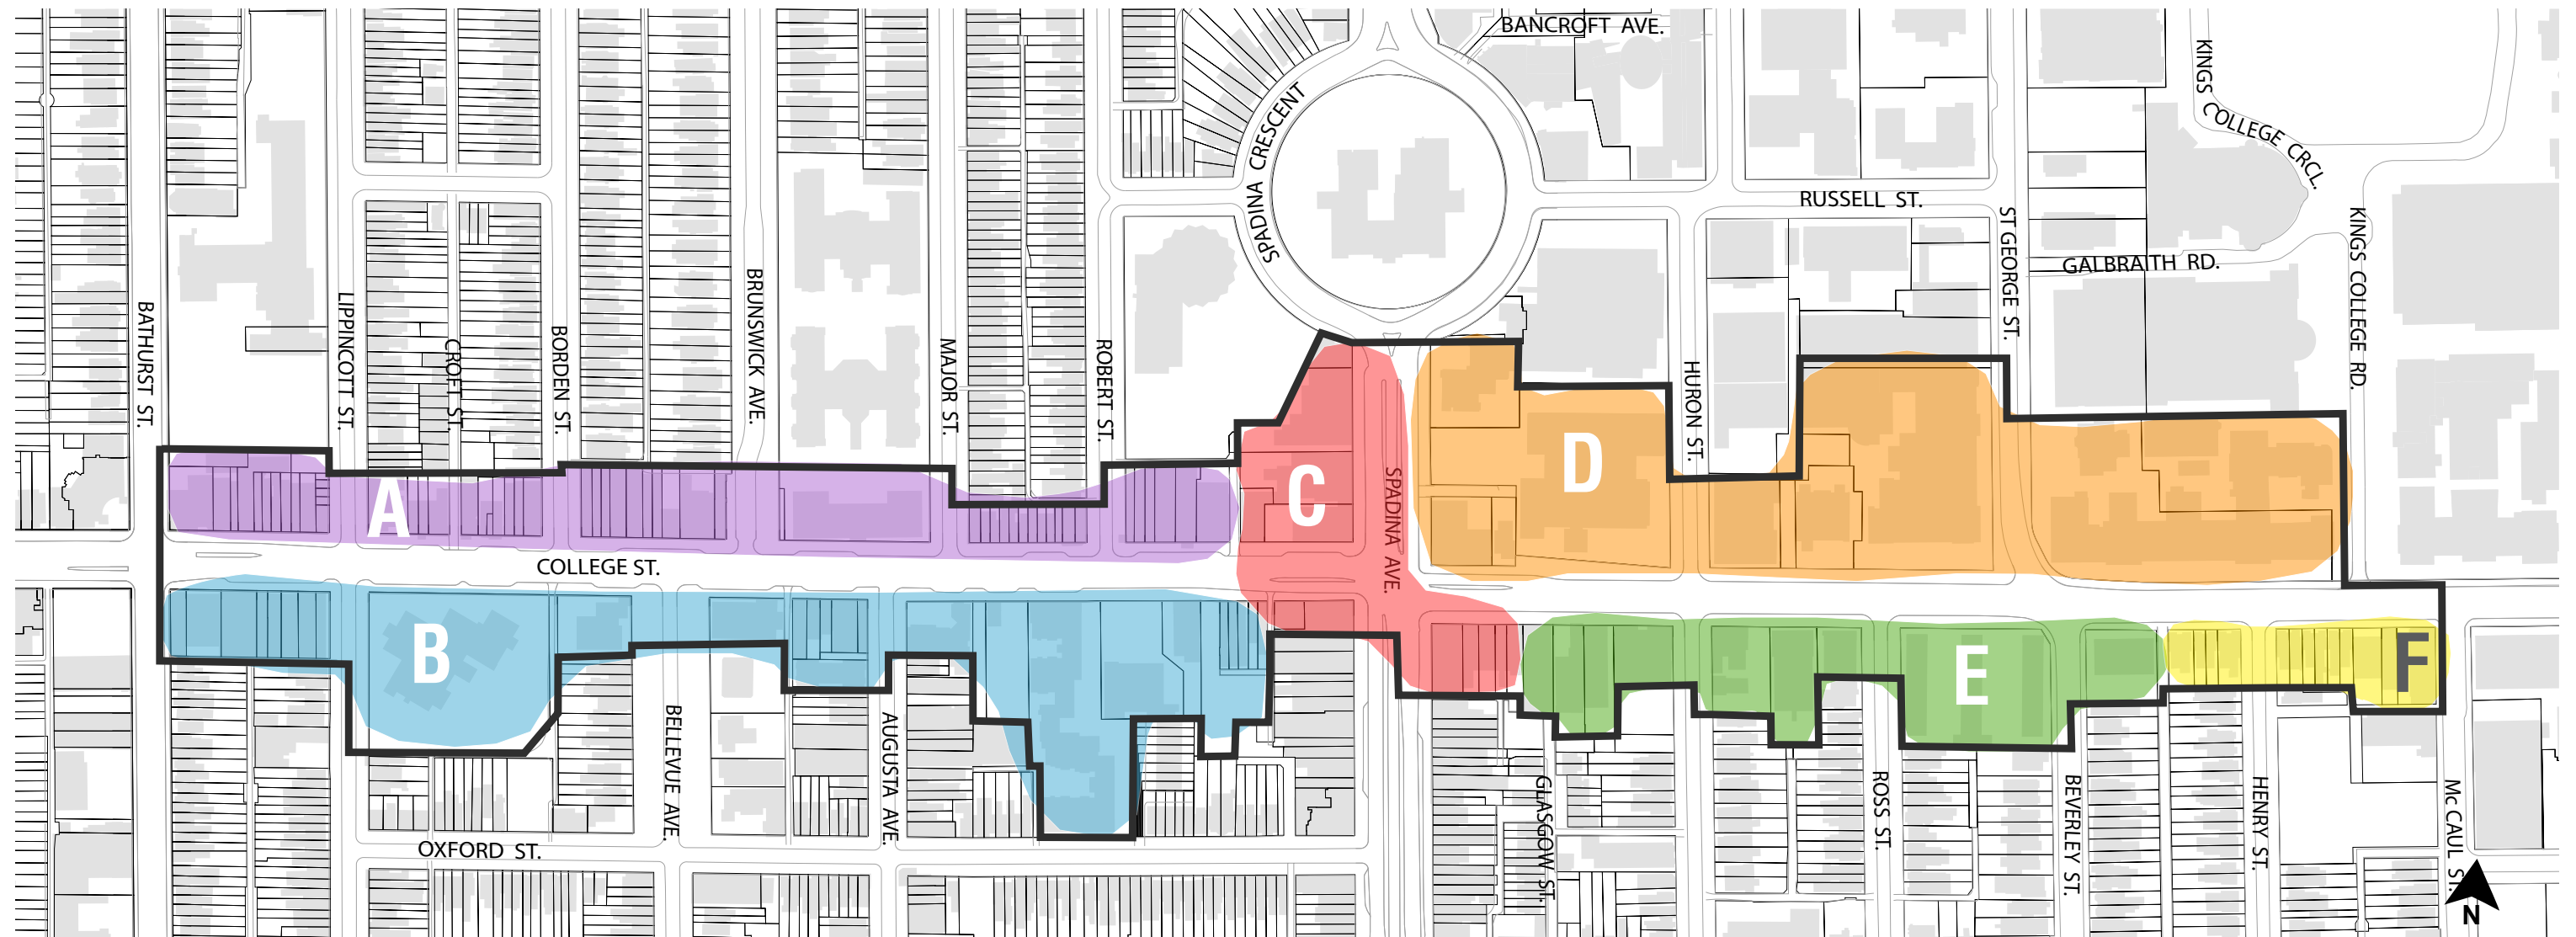 BANCROFT AVE.
KINGS COLLEGE CRCL.
SPADINA CRESCENT
RUSSELL ST.
ST GEORGE ST.
KINGS COLLEGE RD.
GALBRAITH RD.
BATHURST ST.
LIPPINCOTT ST.
CROFT ST.
BORDEN ST.
BRUNSWICK AVE.
MAJOR ST.
ROBERT ST.
HURON ST.
SPADINA AVE.
A
C
D
COLLEGE ST.
B
E
F
BELLEVUE AVE.
AUGUSTA AVE.
GLASGOW ST.
ROSS ST.
BEVERLEY ST.
HENRY ST.
Mc CAUL ST.
OXFORD ST.
N